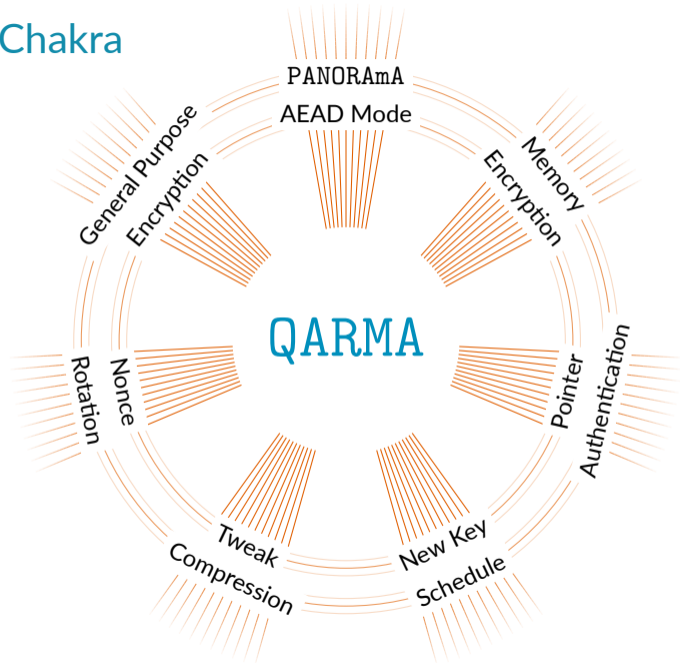 Chakra
PANORAmA
AEAD Mode
Memory
Encryption
Pointer
Authentication
New Key
Schedule
Tweak
Compression
Nonce
Rotation
General Purpose
Encryption
QARMA